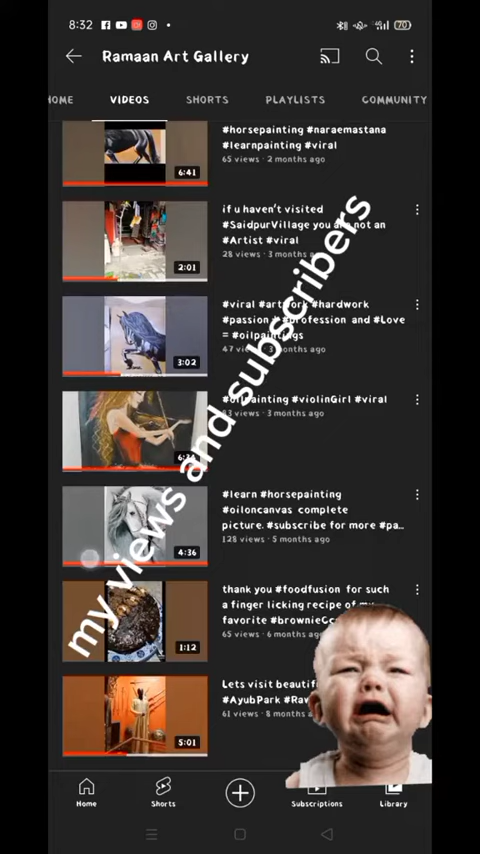 8:32
70
Ramaan Art Gallery
HOME
VIDEOS
SHORTS
PLAYLISTS
COMMUNITY
#horsepainting #naraemastana
#learnpainting #viral
65 views · 2 months ago
6:41
if u haven't visited
#SaidpurVillage you are not an
#Artist #viral
28 views · 3 months ago
2:01
#viral #artwork #hardwork
#passion #profession and #Love
= #oilpaintings
47 views · 3 months ago
3:02
#oilpainting #violinGirl #viral
83 views · 3 months ago
#learn #horsepainting
#oiloncanvas complete
picture. #subscribe for more #pa..
128 views · 5 months ago
4:36
thank you #foodfusion for such
a finger licking recipe of my
favorite
65 views · 6 months
1:12
Lets visit
#AyubPark
61 views · 8 months
5:01
my views and subscribers
Home
Shorts
Subscriptions
Library